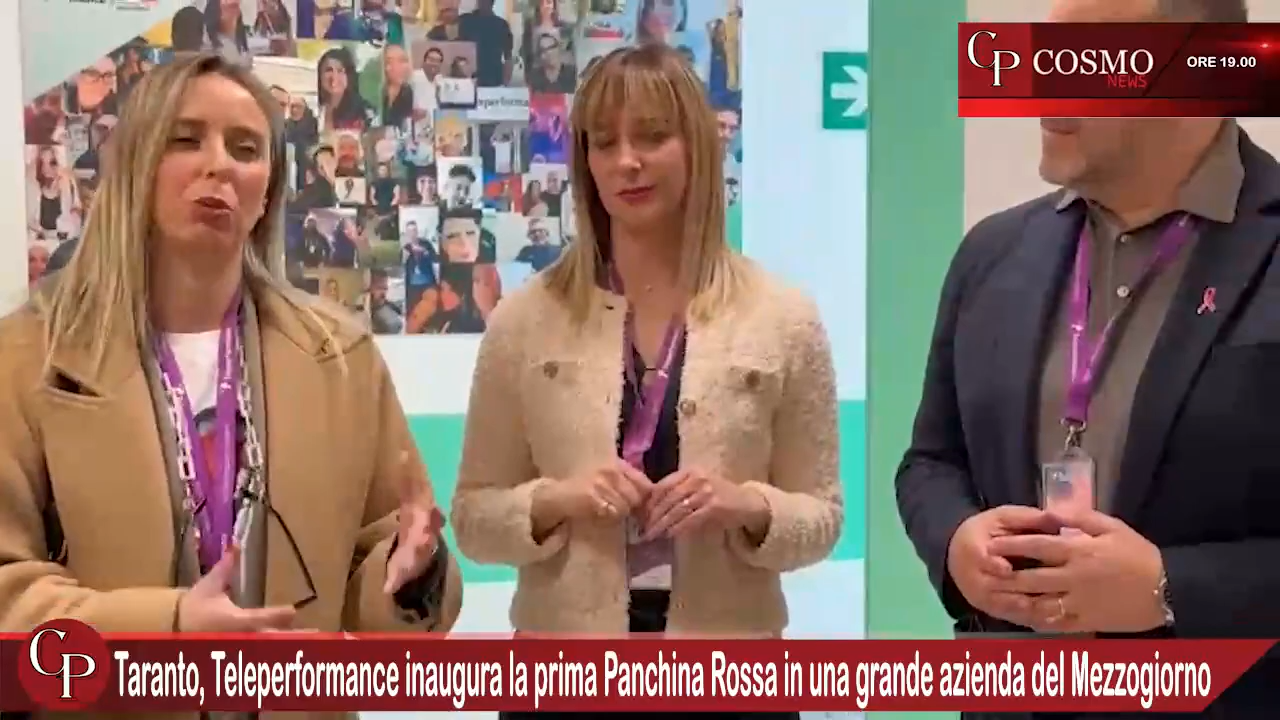 CP COSMO
NEWS
ORE 19.00
eperforma
CP
Taranto, Teleperformance inaugura la prima Panchina Rossa in una grande azienda del Mezzogiorno